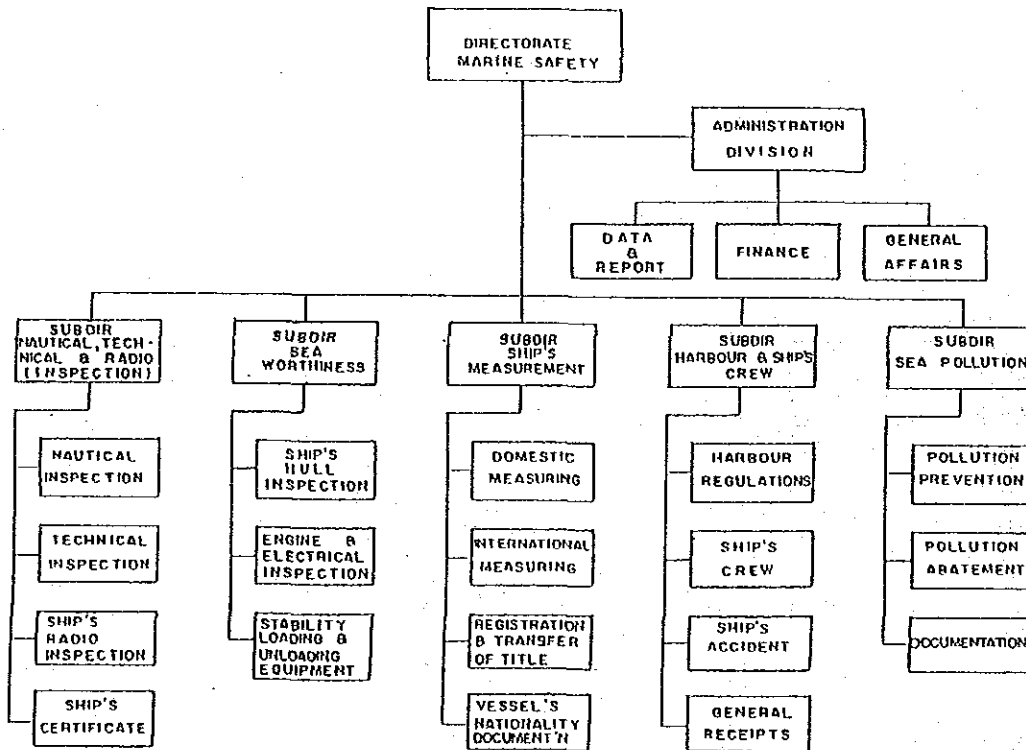 DIRECTORATE
MARINE SAFETY
ADMINISTRATION
DIVISION
DATA
&
REPORT
FINANCE
GENERAL
AFFAIRS
SUBDIR
NAUTICAL, TECH-
NICAL & RADIO
(INSPECTION)
SUBDIR
SEA
WORTHINESS
SUBDIR
SHIP'S
MEASUREMENT
SUBDIR
HARBOUR & SHIP'S
CREW
SUBDIR
SEA POLLUTION
NAUTICAL
INSPECTION
TECHNICAL
INSPECTION
SHIP'S
RADIO
INSPECTION
SHIP'S
CERTIFICATE
SHIP'S
HULL
INSPECTION
ENGINE &
ELECTRICAL
INSPECTION
STABILITY
LOADING &
UNLOADING
EQUIPMENT
DOMESTIC
MEASURING
INTERNATIONAL
MEASURING
REGISTRATION
& TRANSFER
OF TITLE
VESSEL'S
NATIONALITY
DOCUMENT'N
HARBOUR
REGULATIONS
SHIP'S
CREW
SHIP'S
ACCIDENT
GENERAL
RECEIPTS
POLLUTION
PREVENTION
POLLUTION
ABATEMENT
DOCUMENTATION